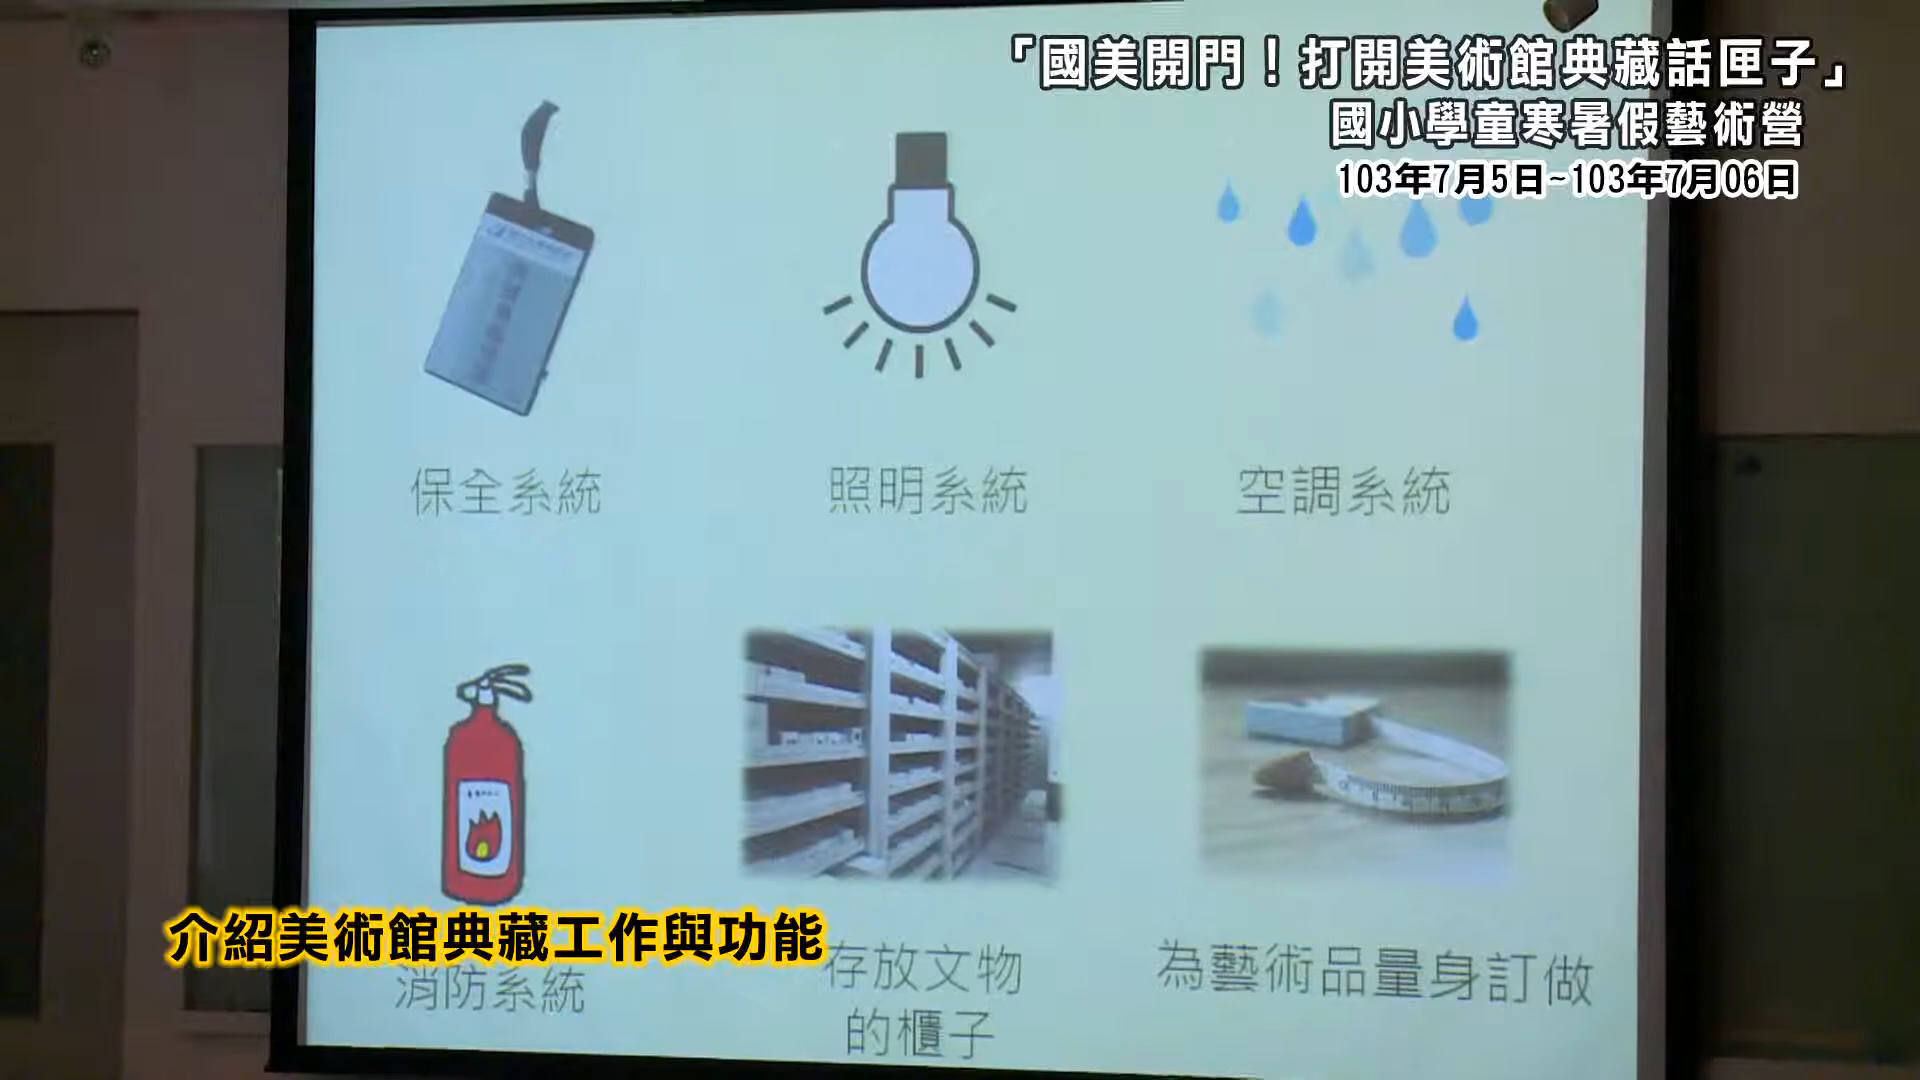 「國美開門！打開美術館典藏話匣子」
國小學童寒暑假藝術營
103年7月5日~103年7月06日
保全系統
照明系統
空調系統
介紹美術館典藏工作與功能
消防系統
存放文物
的櫃子
為藝術品量身訂做